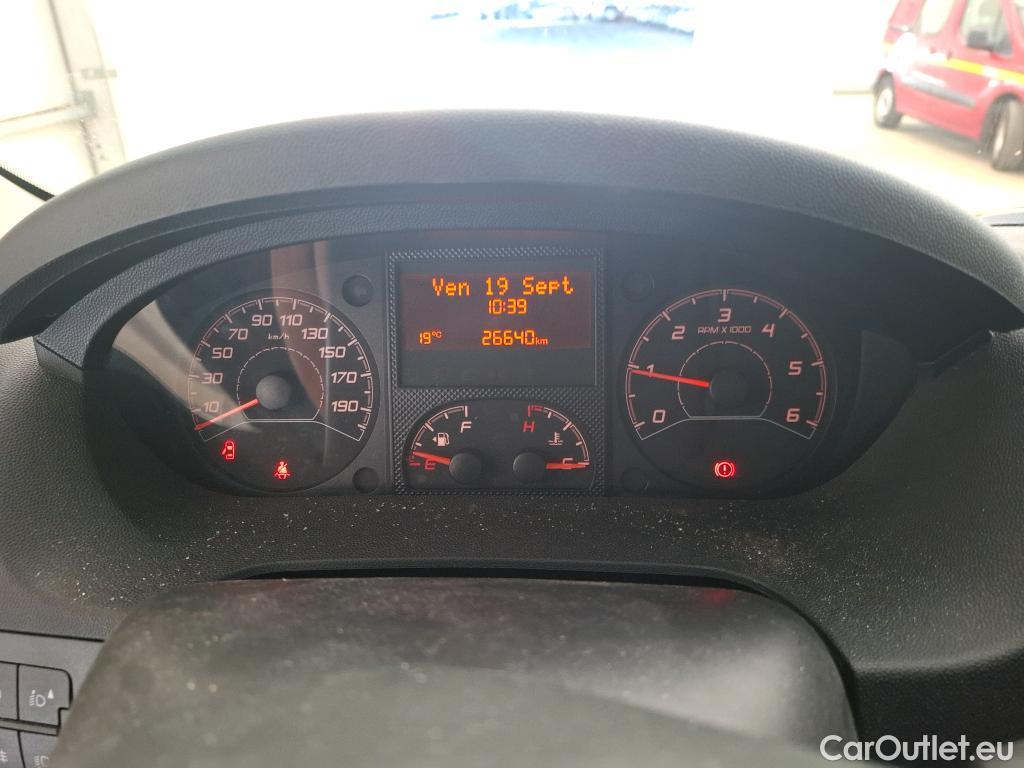 Ven 19 Sept
10:39
19°C 26640km
10 30 50 70 90 110 130 150 170 190
km/h
F
E
H
C
0 1 2 3 4 5 6
RPM X 1000
CarOutlet.eu